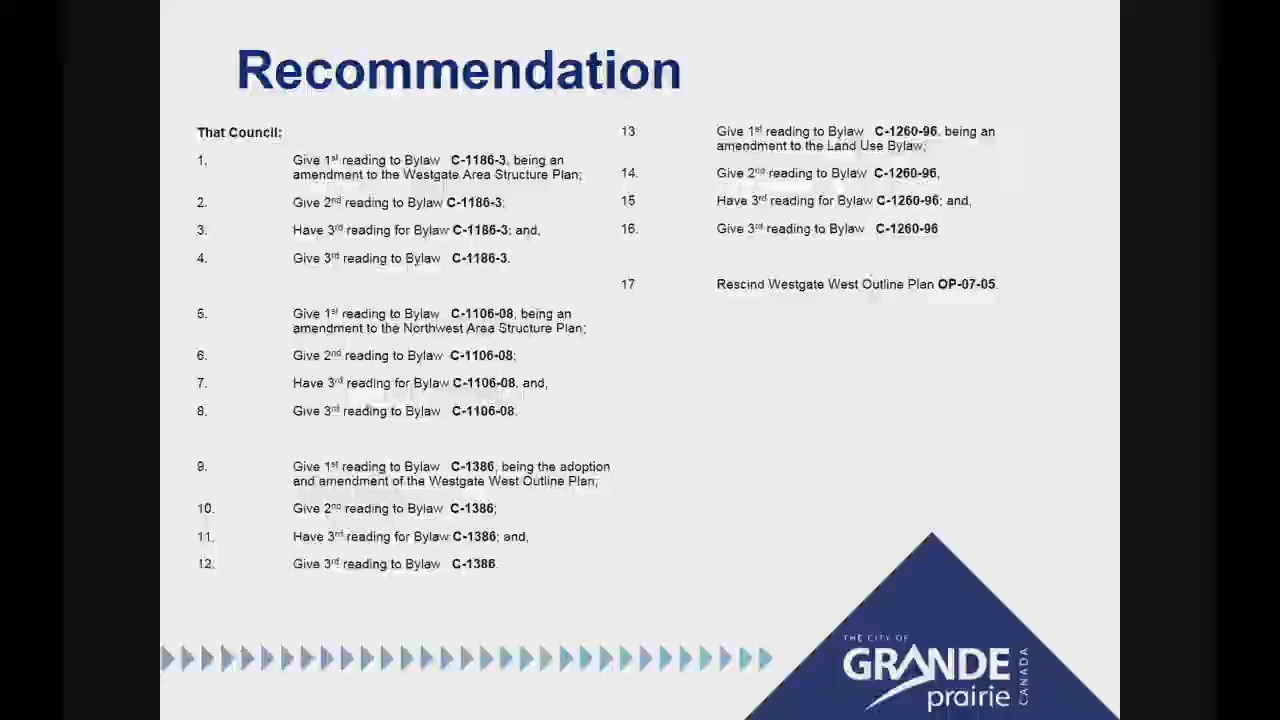 Recommendation
That Council:
1. Give 1st reading to Bylaw C-1186-3, being an
amendment to the Westgate Area Structure Plan;
2. Give 2nd reading to Bylaw C-1186-3;
3. Have 3rd reading for Bylaw C-1186-3; and,
4. Give 3rd reading to Bylaw C-1186-3.
5. Give 1st reading to Bylaw C-1106-08, being an
amendment to the Northwest Area Structure Plan;
6. Give 2nd reading to Bylaw C-1106-08;
7. Have 3rd reading for Bylaw C-1106-08, and,
8. Give 3rd reading to Bylaw C-1106-08.
9. Give 1st reading to Bylaw C-1386, being the adoption
and amendment of the Westgate West Outline Plan;
10. Give 2nd reading to Bylaw C-1386;
11. Have 3rd reading for Bylaw C-1386; and,
12. Give 3rd reading to Bylaw C-1386.
13. Give 1st reading to Bylaw C-1260-96, being an
amendment to the Land Use Bylaw;
14. Give 2nd reading to Bylaw C-1260-96,
15 Have 3rd reading for Bylaw C-1260-96; and,
16. Give 3rd reading to Bylaw C-1260-96
17 Rescind Westgate West Outline Plan OP-07-05.
THE CITY OF
GRANDE
prairie
CANADA